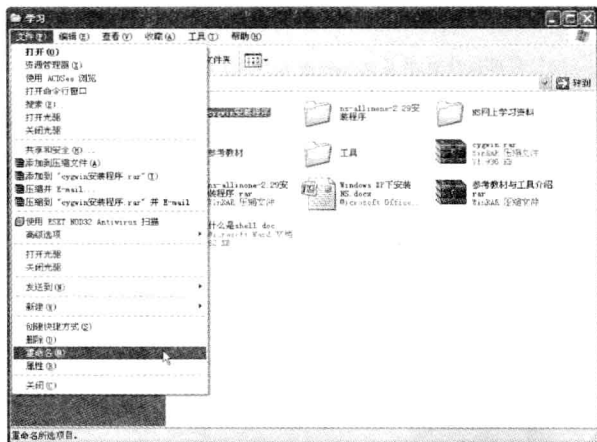 学习
文件(F) 编辑(E) 查看(V) 收藏(A) 工具(T) 帮助(H)
打开(O)
资源管理器(X)
使用 ACDSee 浏览
打开命令行窗口
搜索(E)...
打开光驱
关闭光驱
共享和安全(H)...
添加到压缩文件(A)...
添加到 "cygwin安装程序.rar"(T)
压缩并 E-mail...
压缩到 "cygwin安装程序.rar" 并 E-mail
使用 ESET NOD32 Antivirus 扫描
高级选项
打开光驱
关闭光驱
发送到(N)
新建(W)
创建快捷方式(S)
删除(D)
重命名(M)
属性(R)
关闭(C)
文件夹
转到
ns-allinone-2.29安
装程序
NS网上学习资料
参考教材
工具
cygwin.rar
WinRAR 压缩文件
ns-allinone-2.29安
装程序.rar
WinRAR 压缩文件
Windows XP下安装
NS.docx
Microsoft Office...
参考教材与工具介绍
.rar
WinRAR 压缩文件
什么是shell.doc
Microsoft Word 文档
重命名所选项目。